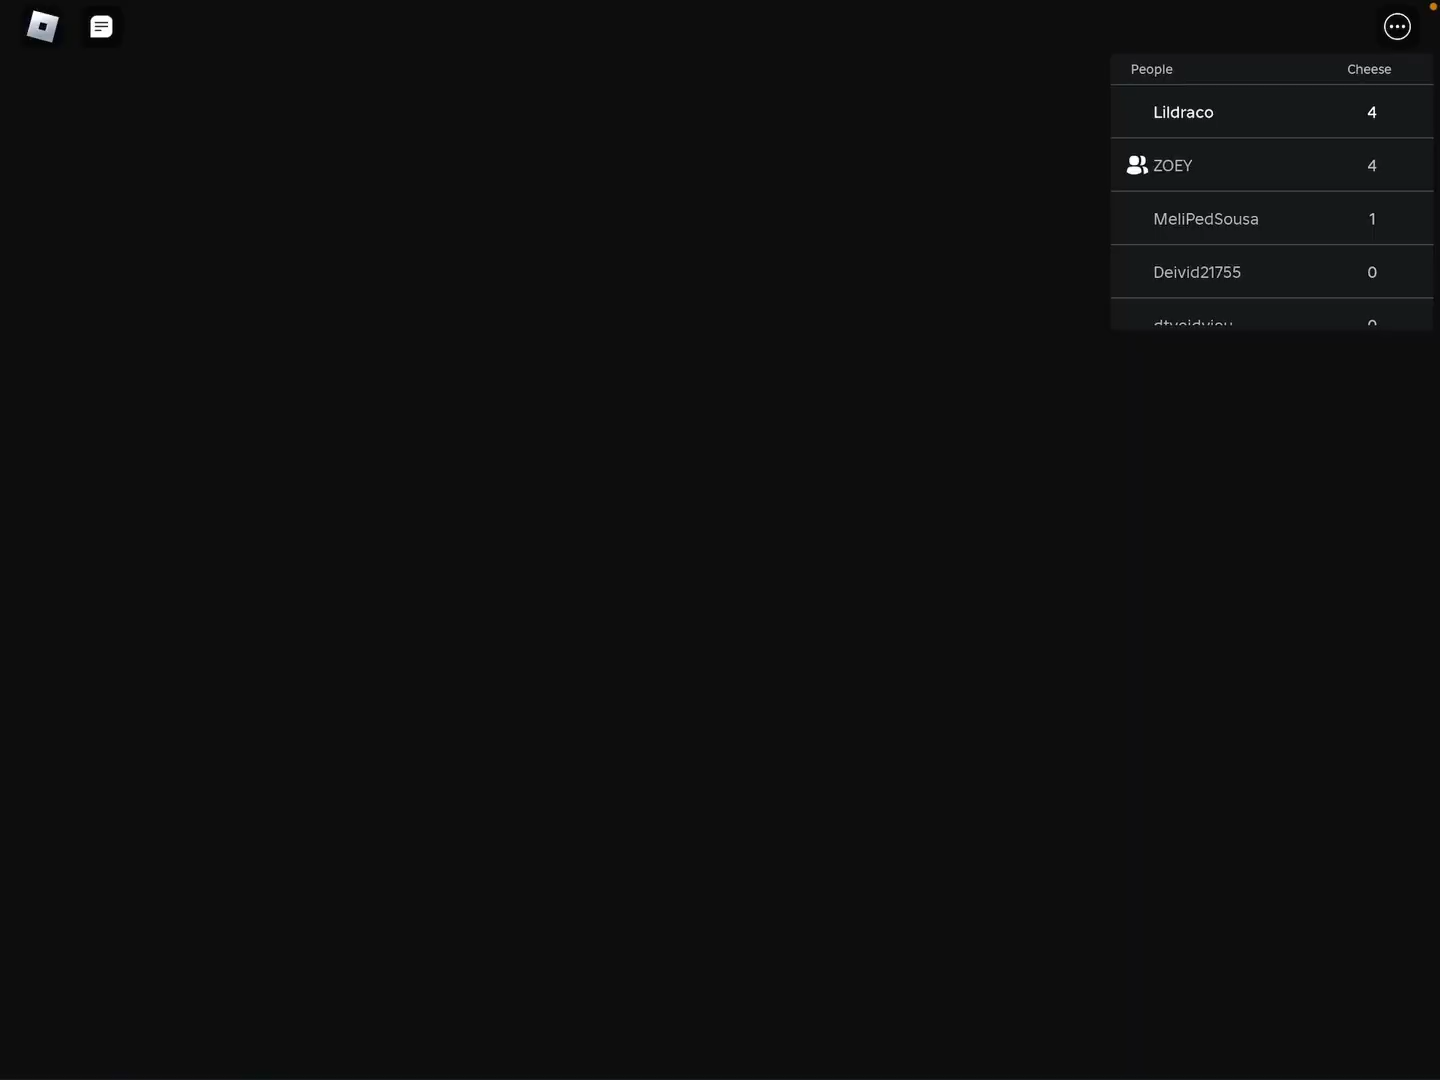 People Cheese
Lildraco 4
ZOEY 4
MeliPedSousa 1
Deivid21755 0